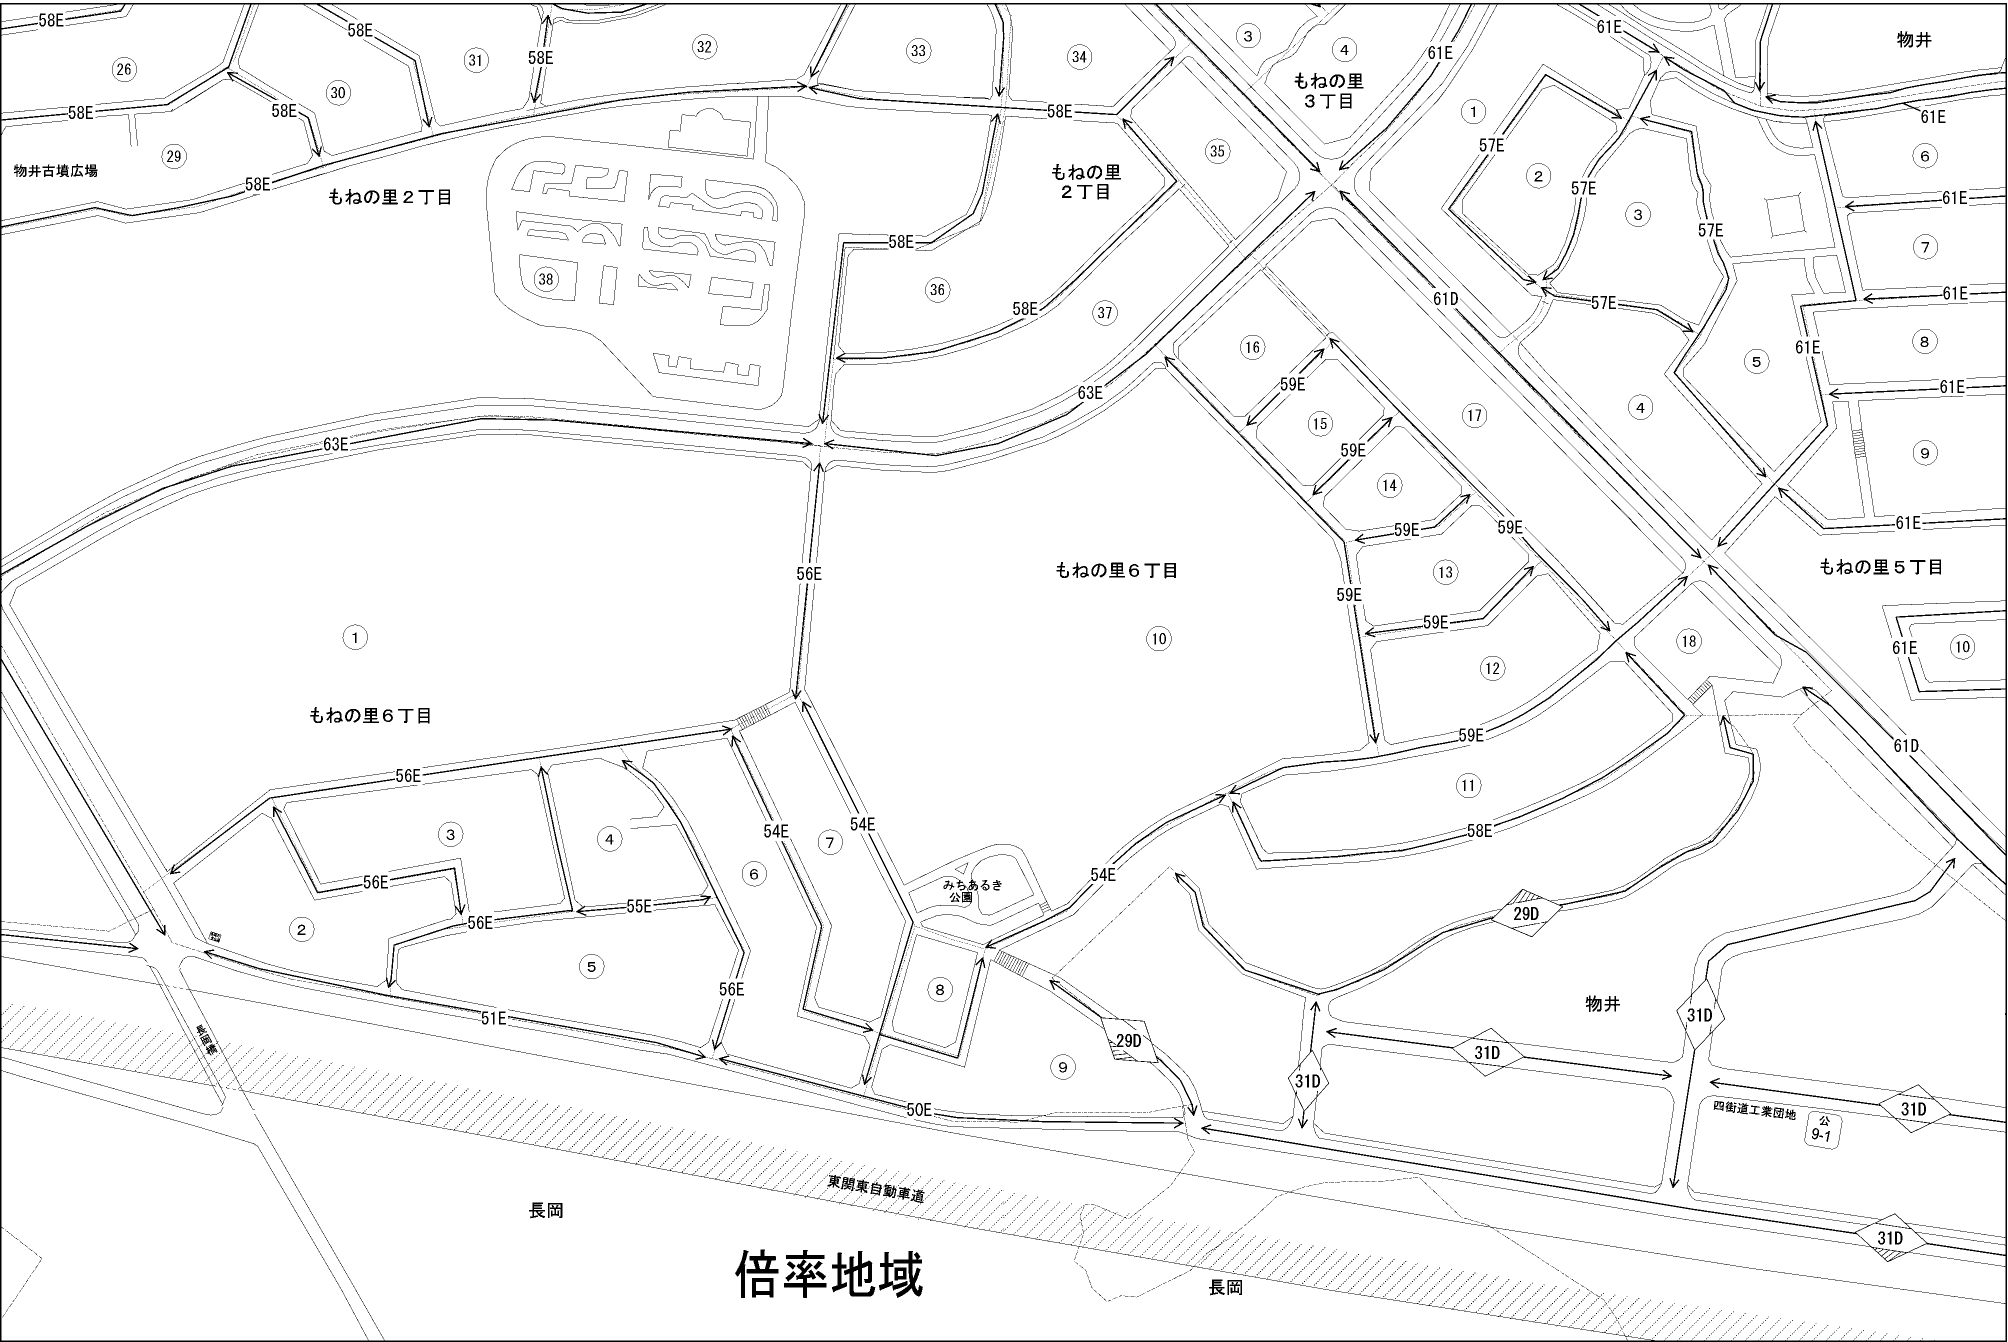 58E
58E
31
32
58E
33
34
3
4
61E
61E
物井
26
30
58E
58E
もねの里
３丁目
58E
1
61E
29
35
6
物井古墳広場
58E
もねの里２丁目
もねの里
２丁目
57E
2
57E
3
57E
61E
58E
7
38
36
58E
37
61D
57E
61E
16
61E
5
8
59E
63E
15
17
4
61E
63E
59E
14
9
59E
59E
61E
56E
もねの里６丁目
13
もねの里５丁目
59E
59E
1
10
12
18
61E
10
もねの里６丁目
59E
61D
56E
11
3
4
54E
7
54E
58E
6
54E
56E
みちあるき
公園
55E
29D
2
56E
5
8
56E
物井
51E
長岡橋
29D
31D
31D
9
31D
50E
四街道工業団地
公
9-1
31D
東関東自動車道
長岡
31D
倍率地域
長岡